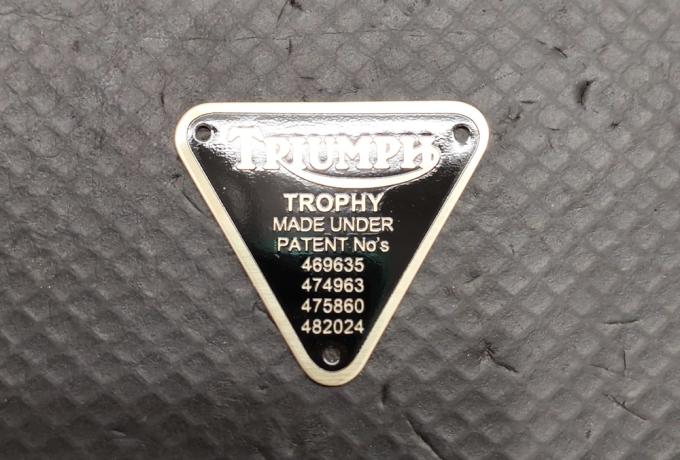 TRIUMPH
TROPHY
MADE UNDER
PATENT No's
469635
474963
475860
482024